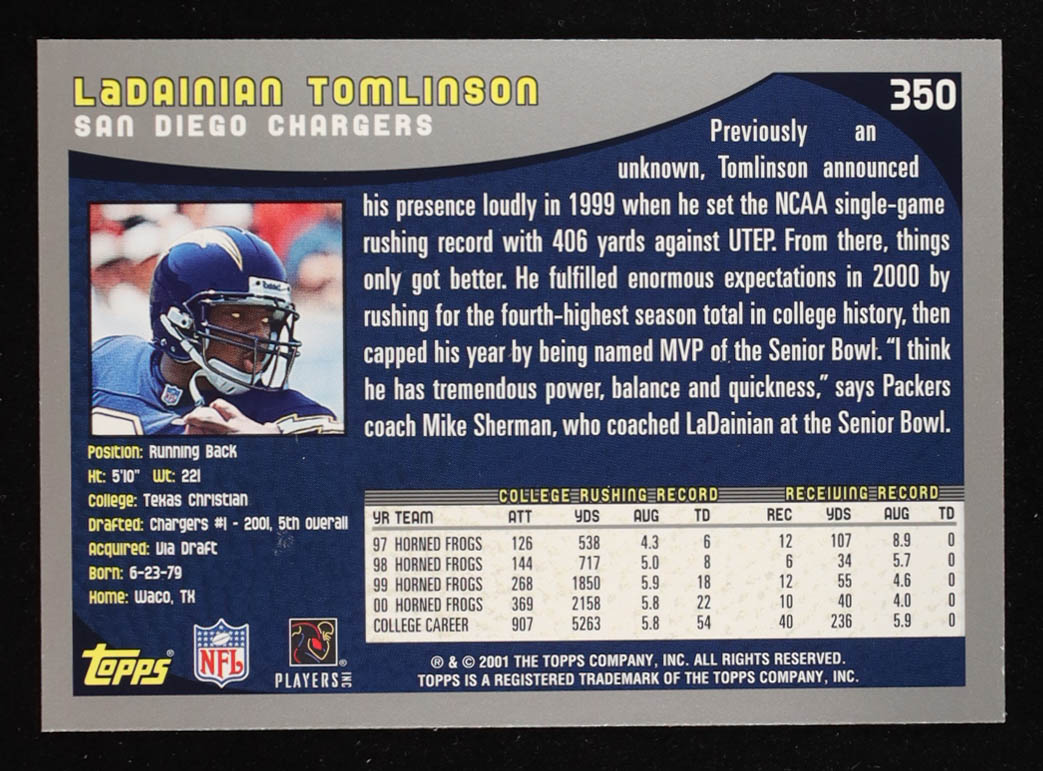 LaDAINIAN TOMLINSON
SAN DIEGO CHARGERS
350
Previously an
unknown, Tomlinson announced
his presence loudly in 1999 when he set the NCAA single-game
rushing record with 406 yards against UTEP. From there, things
only got better. He fulfilled enormous expectations in 2000 by
rushing for the fourth-highest season total in college history, then
capped his year by being named MVP of the Senior Bowl. “I think
he has tremendous power, balance and quickness,” says Packers
coach Mike Sherman, who coached LaDainian at the Senior Bowl.
Riddell
Position: Running Back
Ht: 5'10" Wt: 221
College: Texas Christian
Drafted: Chargers #1 - 2001, 5th overall
Acquired: Via Draft
Born: 6-23-79
Home: Waco, TX
COLLEGE RUSHING RECORD RECEIVING RECORD
YR TEAM ATT YDS AVG TD REC YDS AVG TD
97 HORNED FROGS 126 538 4.3 6 12 107 8.9 0
98 HORNED FROGS 144 717 5.0 8 6 34 5.7 0
99 HORNED FROGS 268 1850 5.9 18 12 55 4.6 0
00 HORNED FROGS 369 2158 5.8 22 10 40 4.0 0
COLLEGE CAREER 907 5263 5.8 54 40 236 5.9 0
Topps®
NFL
PLAYERS INC ®
® & © 2001 THE TOPPS COMPANY, INC. ALL RIGHTS RESERVED.
TOPPS IS A REGISTERED TRADEMARK OF THE TOPPS COMPANY, INC.